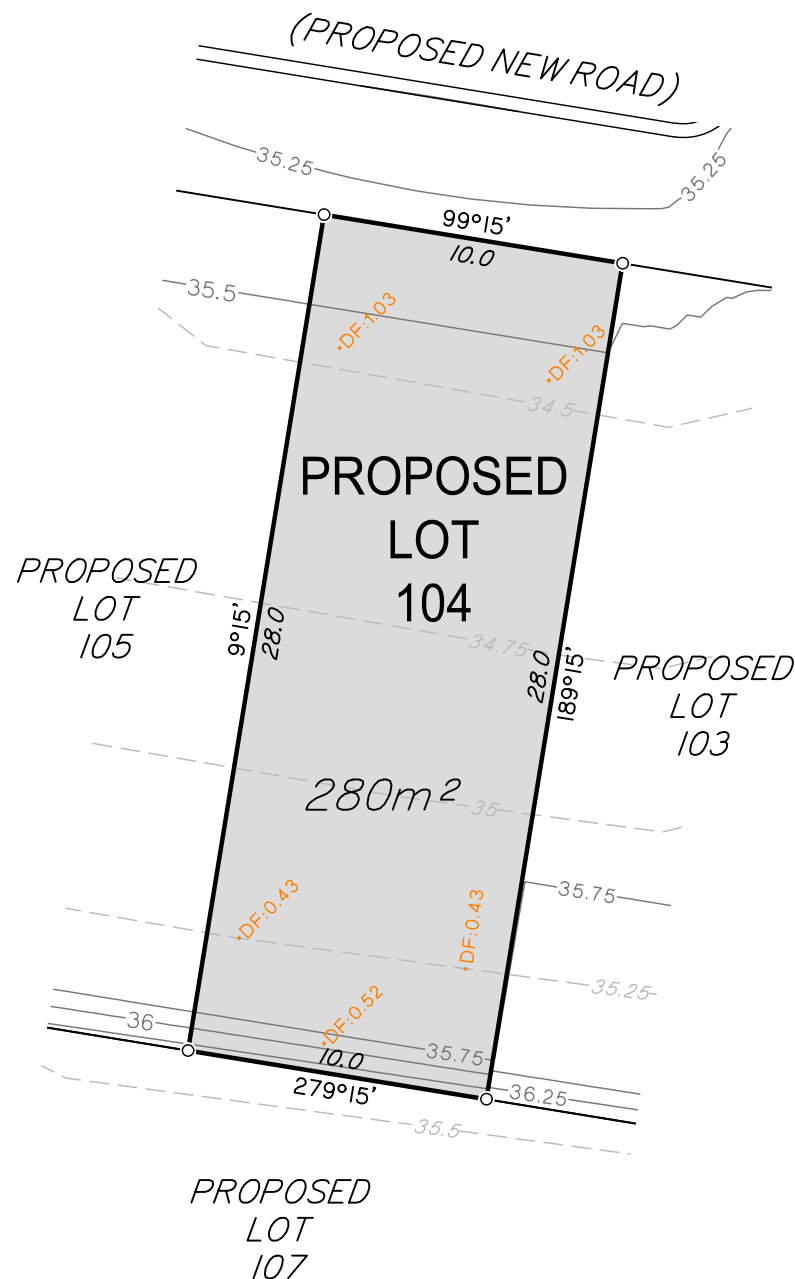 (PROPOSED NEW ROAD)
35.25
35.25
99°15'
10.0
35.5
DF:1.03
DF:1.03
34.5
PROPOSED
LOT
104
PROPOSED
LOT
105
9°15'
28.0
34.75
28.0
189°15'
PROPOSED
LOT
103
280m²
35
35.75
DF:0.43
DF:0.43
35.25
DF:0.52
36
35.75
10.0
279°15'
36.25
35.5
PROPOSED
LOT
107